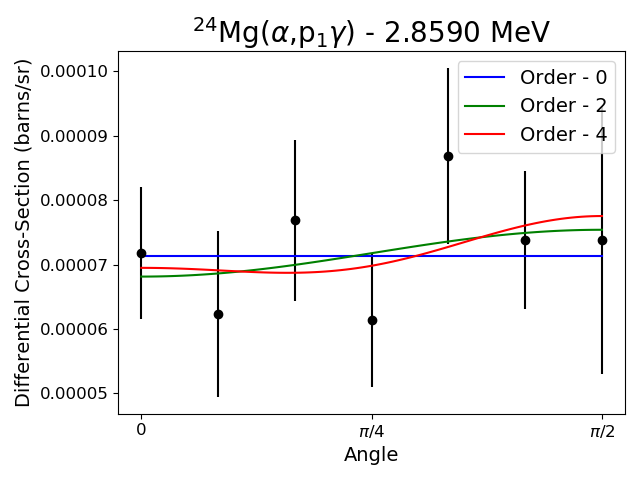 ²⁴Mg(α,p₁γ) - 2.8590 MeV
Differential Cross-Section (barns/sr)
0.00010
0.00009
0.00008
0.00007
0.00006
0.00005
Order - 0
Order - 2
Order - 4
0
π/4
π/2
Angle